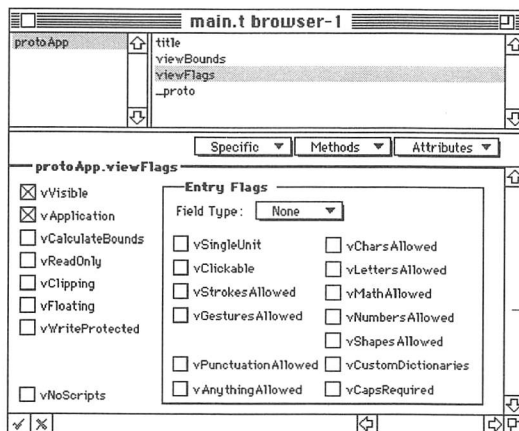 main.t browser-1
protoApp
title
viewBounds
viewFlags
_proto
Specific
Methods
Attributes
protoApp.viewFlags
vVisible
vApplication
vCalculateBounds
vReadOnly
vClipping
vFloating
vWriteProtected
vNoScripts
Entry Flags
Field Type: None
vSingleUnit
vClickable
vStrokesAllowed
vGesturesAllowed
vPunctuationAllowed
vAnythingAllowed
vCharsAllowed
vLettersAllowed
vMathAllowed
vNumbersAllowed
vShapesAllowed
vCustomDictionaries
vCapsRequired